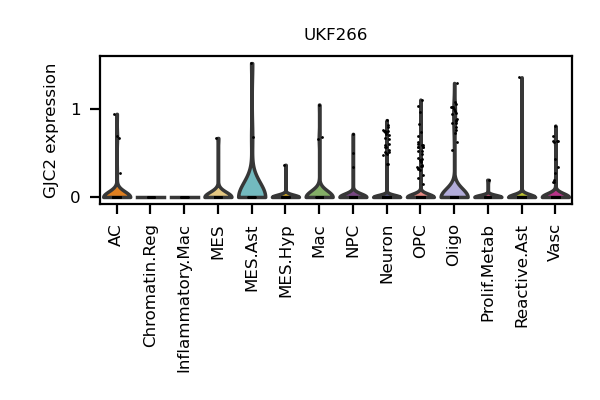 UKF266
GJC2 expression
1
0
AC
Chromatin.Reg
Inflammatory.Mac
MES
MES.Ast
MES.Hyp
Mac
NPC
Neuron
OPC
Oligo
Prolif.Metab
Reactive.Ast
Vasc